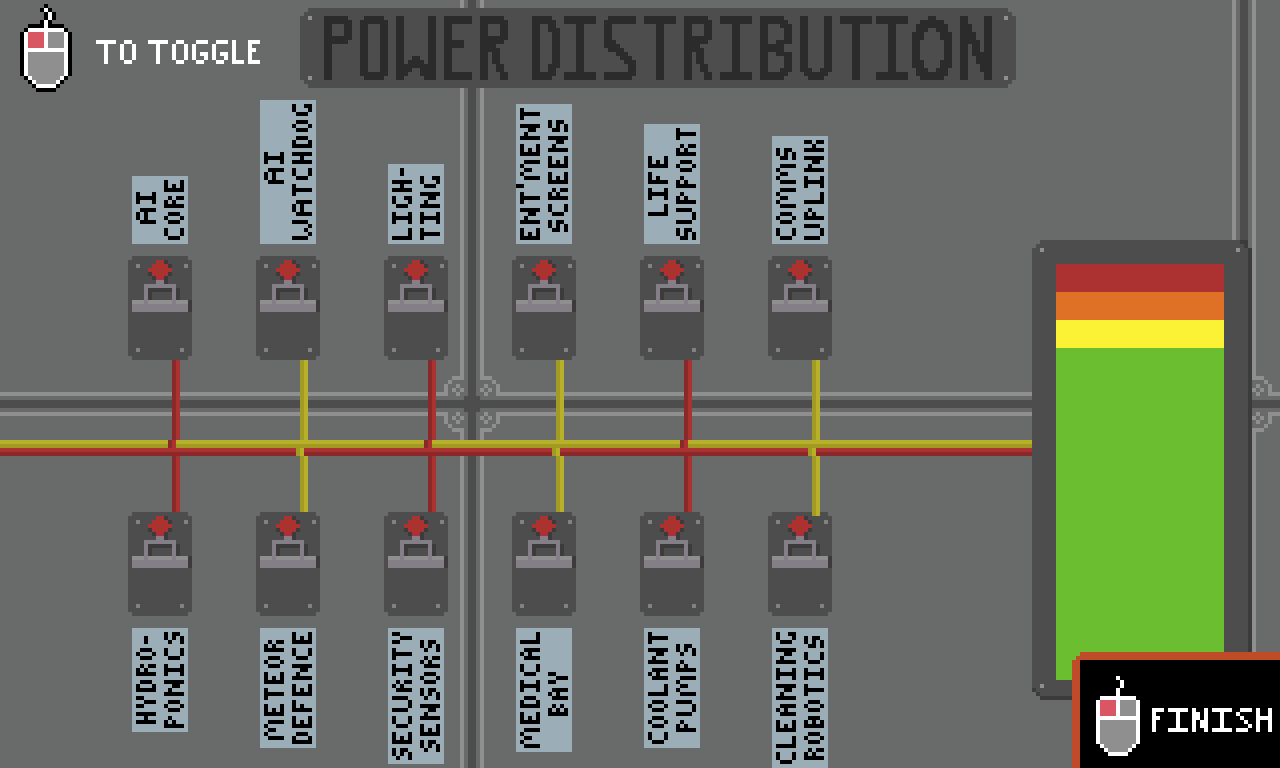 TO TOGGLE
POWER DISTRIBUTION
AI
CORE
AI
WATCHDOG
LIGH-
TING
ENT'MENT
SCREENS
LIFE
SUPPORT
COMMS
UPLINK
HYDRO-
PONICS
METEOR
DEFENCE
SECURITY
SENSORS
MEDICAL
BAY
COOLANT
PUMPS
CLEANING
ROBOTICS
FINISH